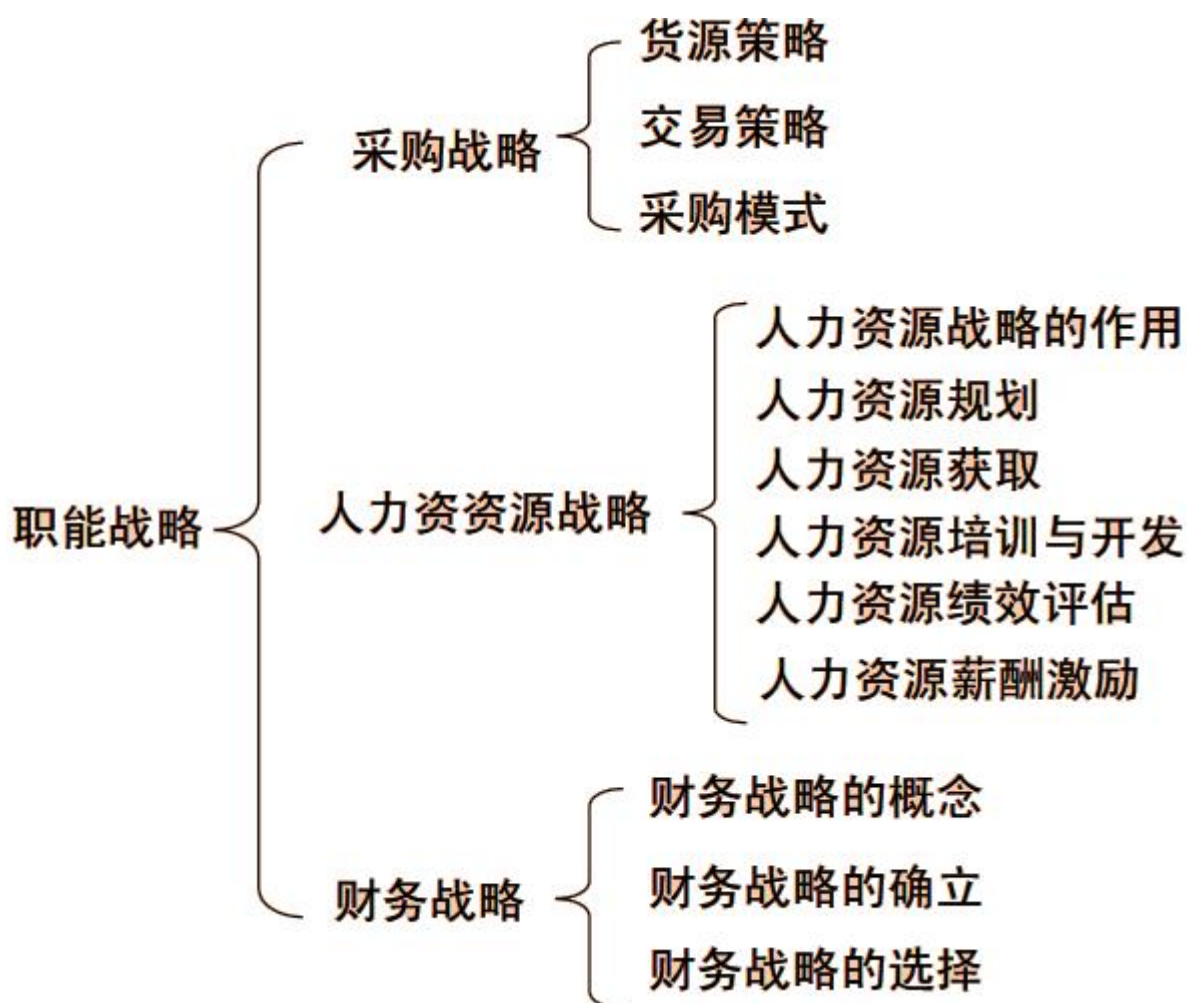 职能战略
采购战略
货源策略
交易策略
采购模式
人力资资源战略
人力资源战略的作用
人力资源规划
人力资源获取
人力资源培训与开发
人力资源绩效评估
人力资源薪酬激励
财务战略
财务战略的概念
财务战略的确立
财务战略的选择